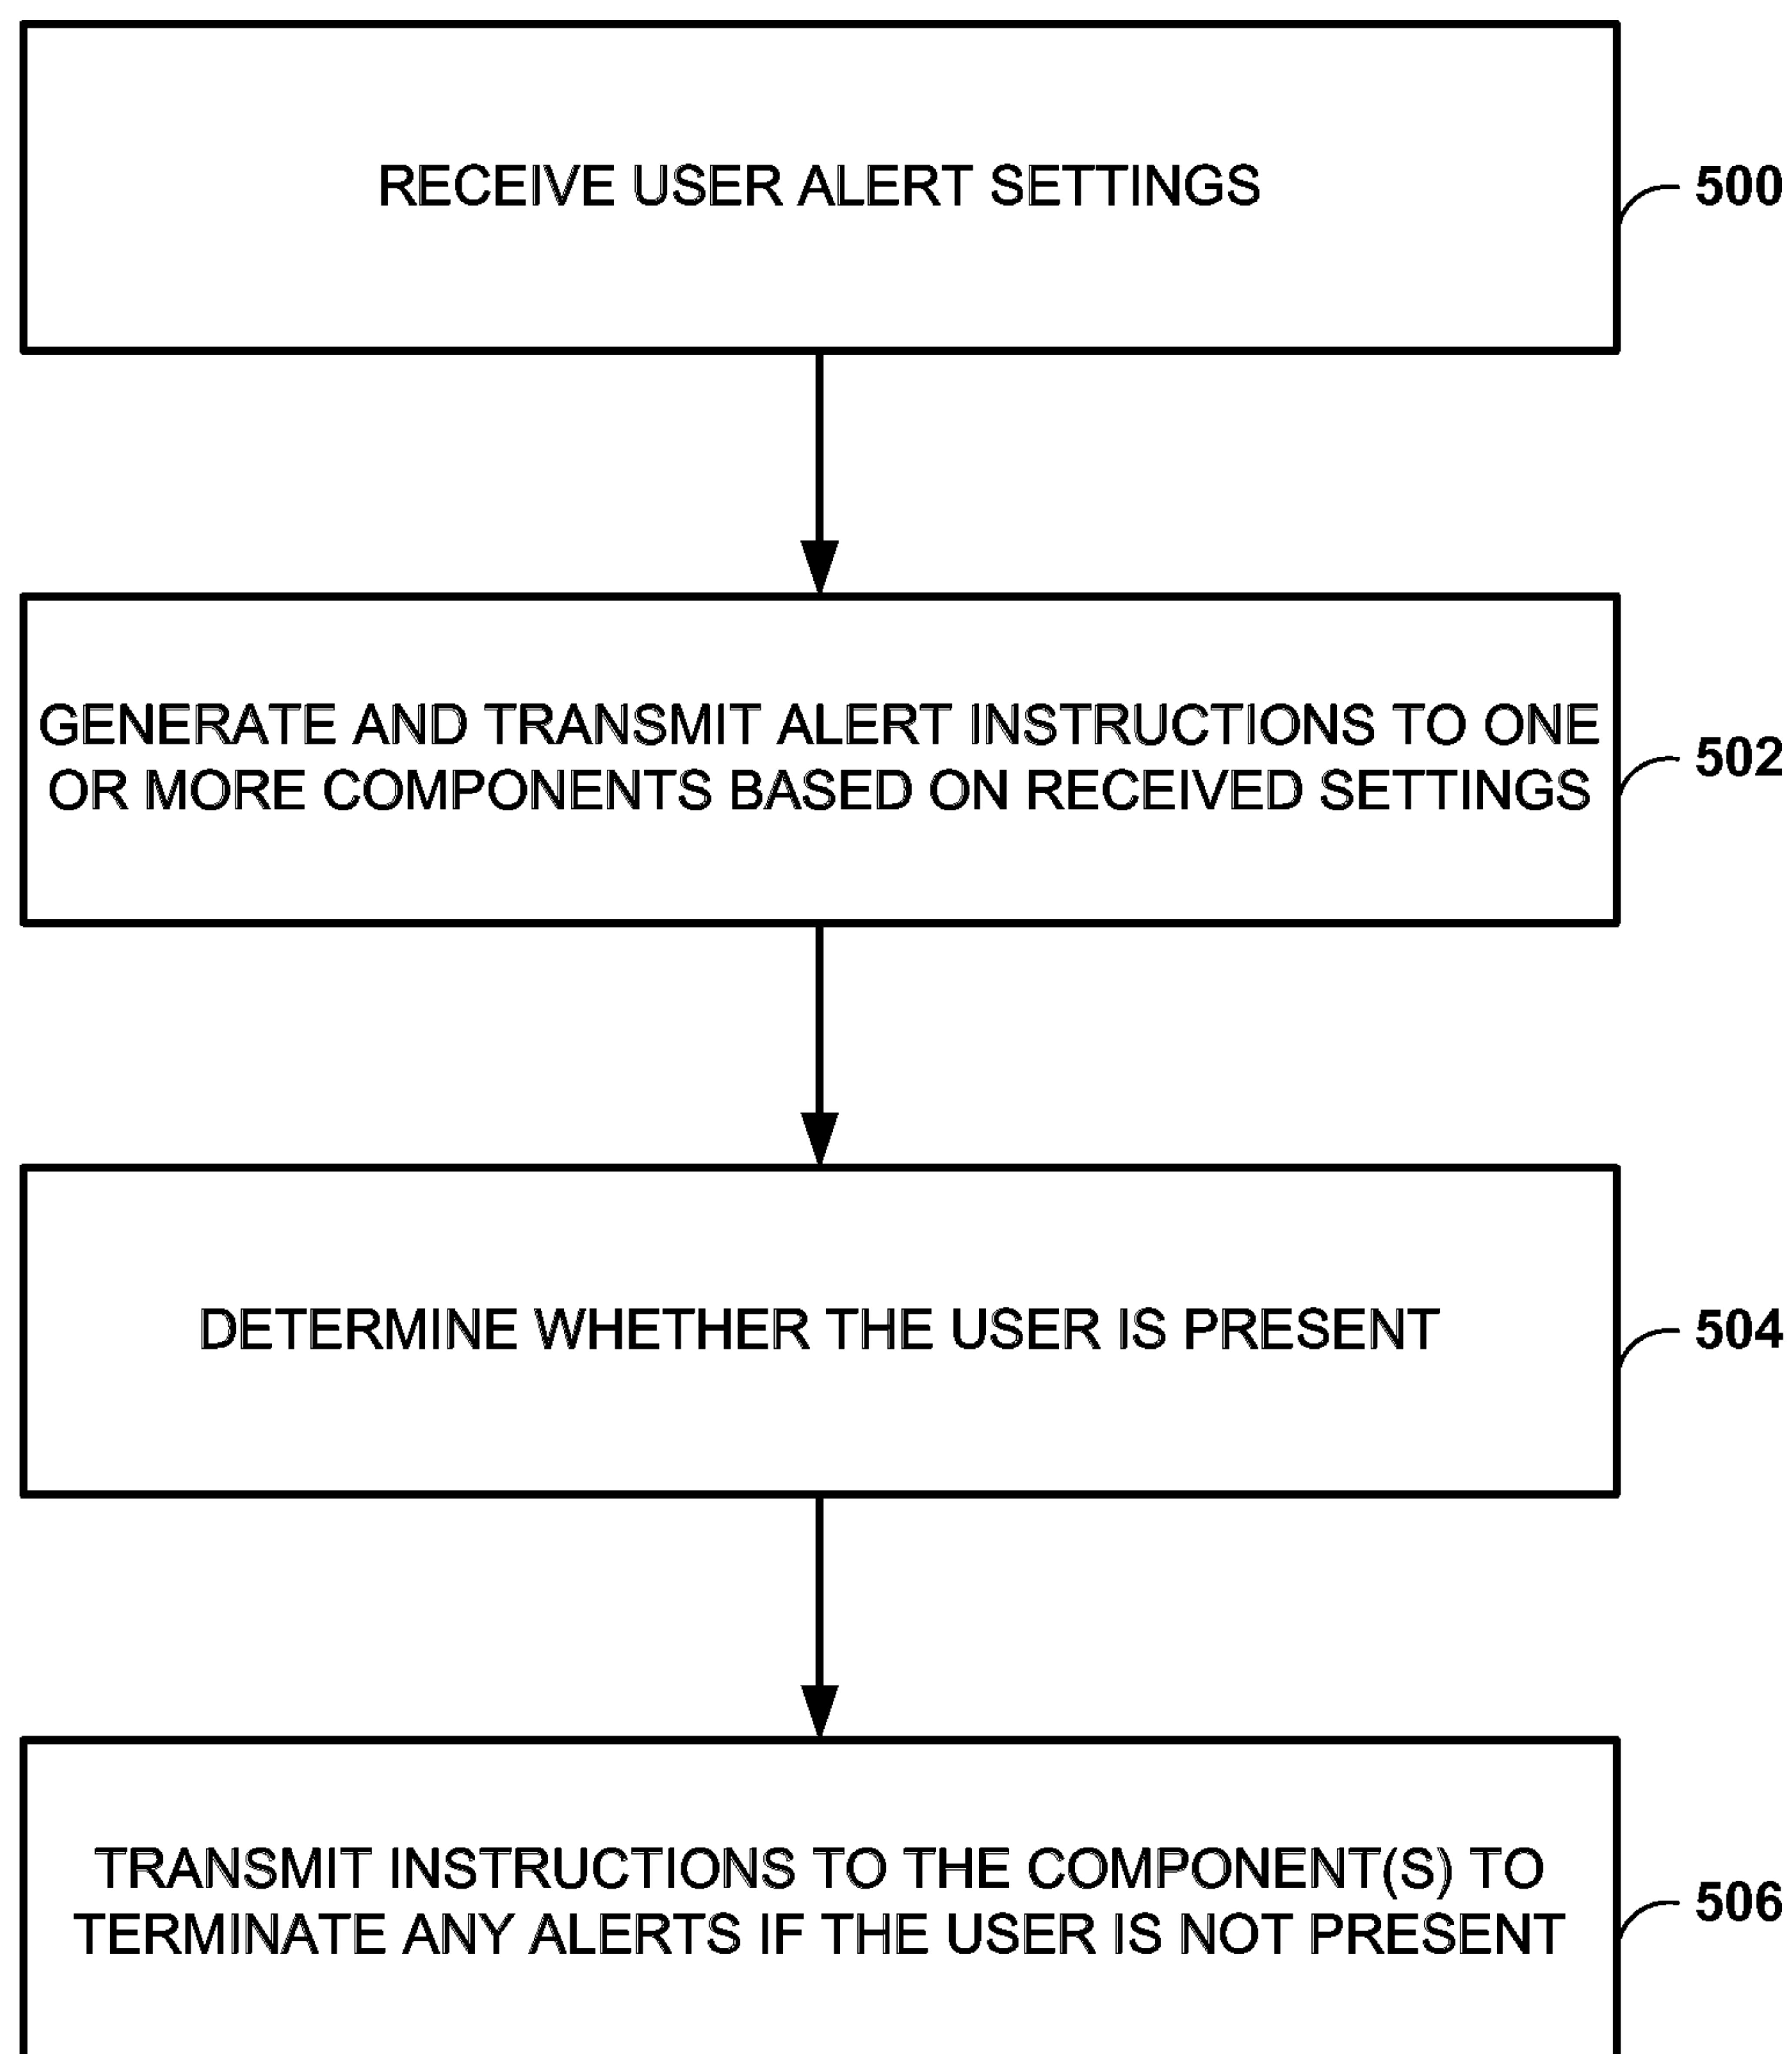 RECEIVE USER ALERT SETTINGS
500
GENERATE AND TRANSMIT ALERT INSTRUCTIONS TO ONE
OR MORE COMPONENTS BASED ON RECEIVED SETTINGS
502
DETERMINE WHETHER THE USER IS PRESENT
504
TRANSMIT INSTRUCTIONS TO THE COMPONENT(S) TO
TERMINATE ANY ALERTS IF THE USER IS NOT PRESENT
506